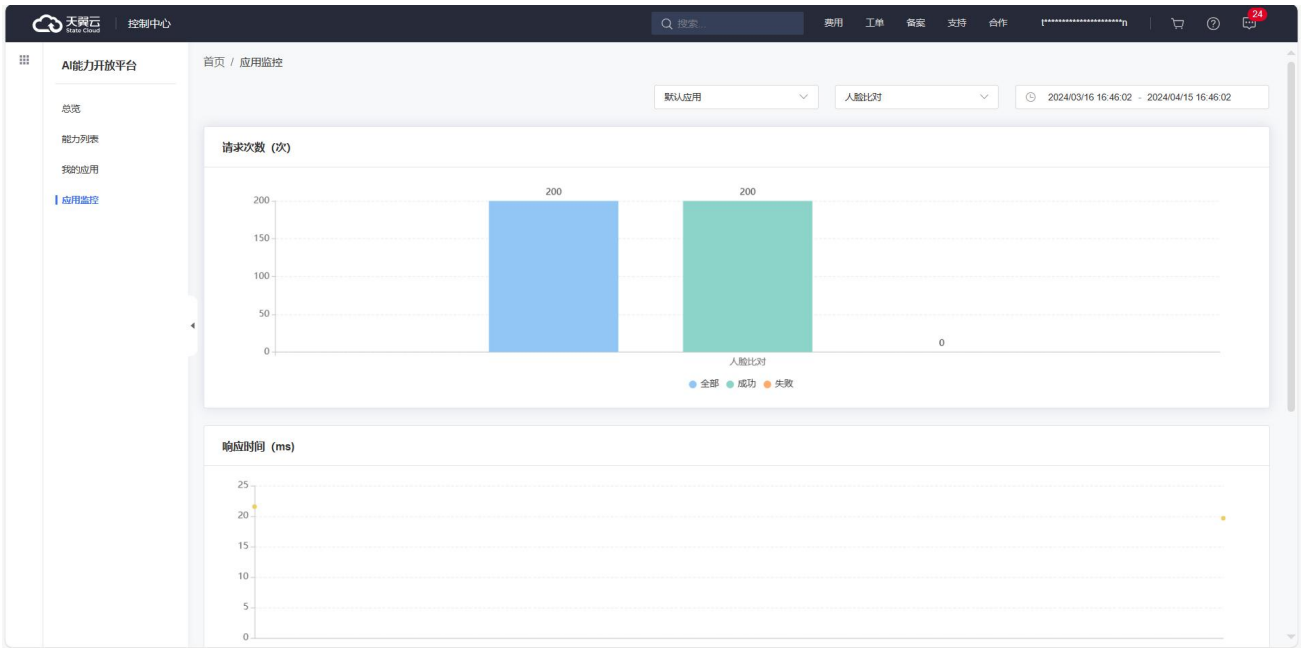 天翼云
State Cloud
控制中心
搜索...
费用
工单
备案
支持
合作
t**********************n
24
AI能力开放平台
总览
能力列表
我的应用
应用监控
首页 / 应用监控
默认应用
人脸比对
2024/03/16 16:46:02 - 2024/04/15 16:46:02
请求次数 (次)
200
200
200
150
100
50
0
0
人脸比对
全部
成功
失败
响应时间 (ms)
25
20
15
10
5
0